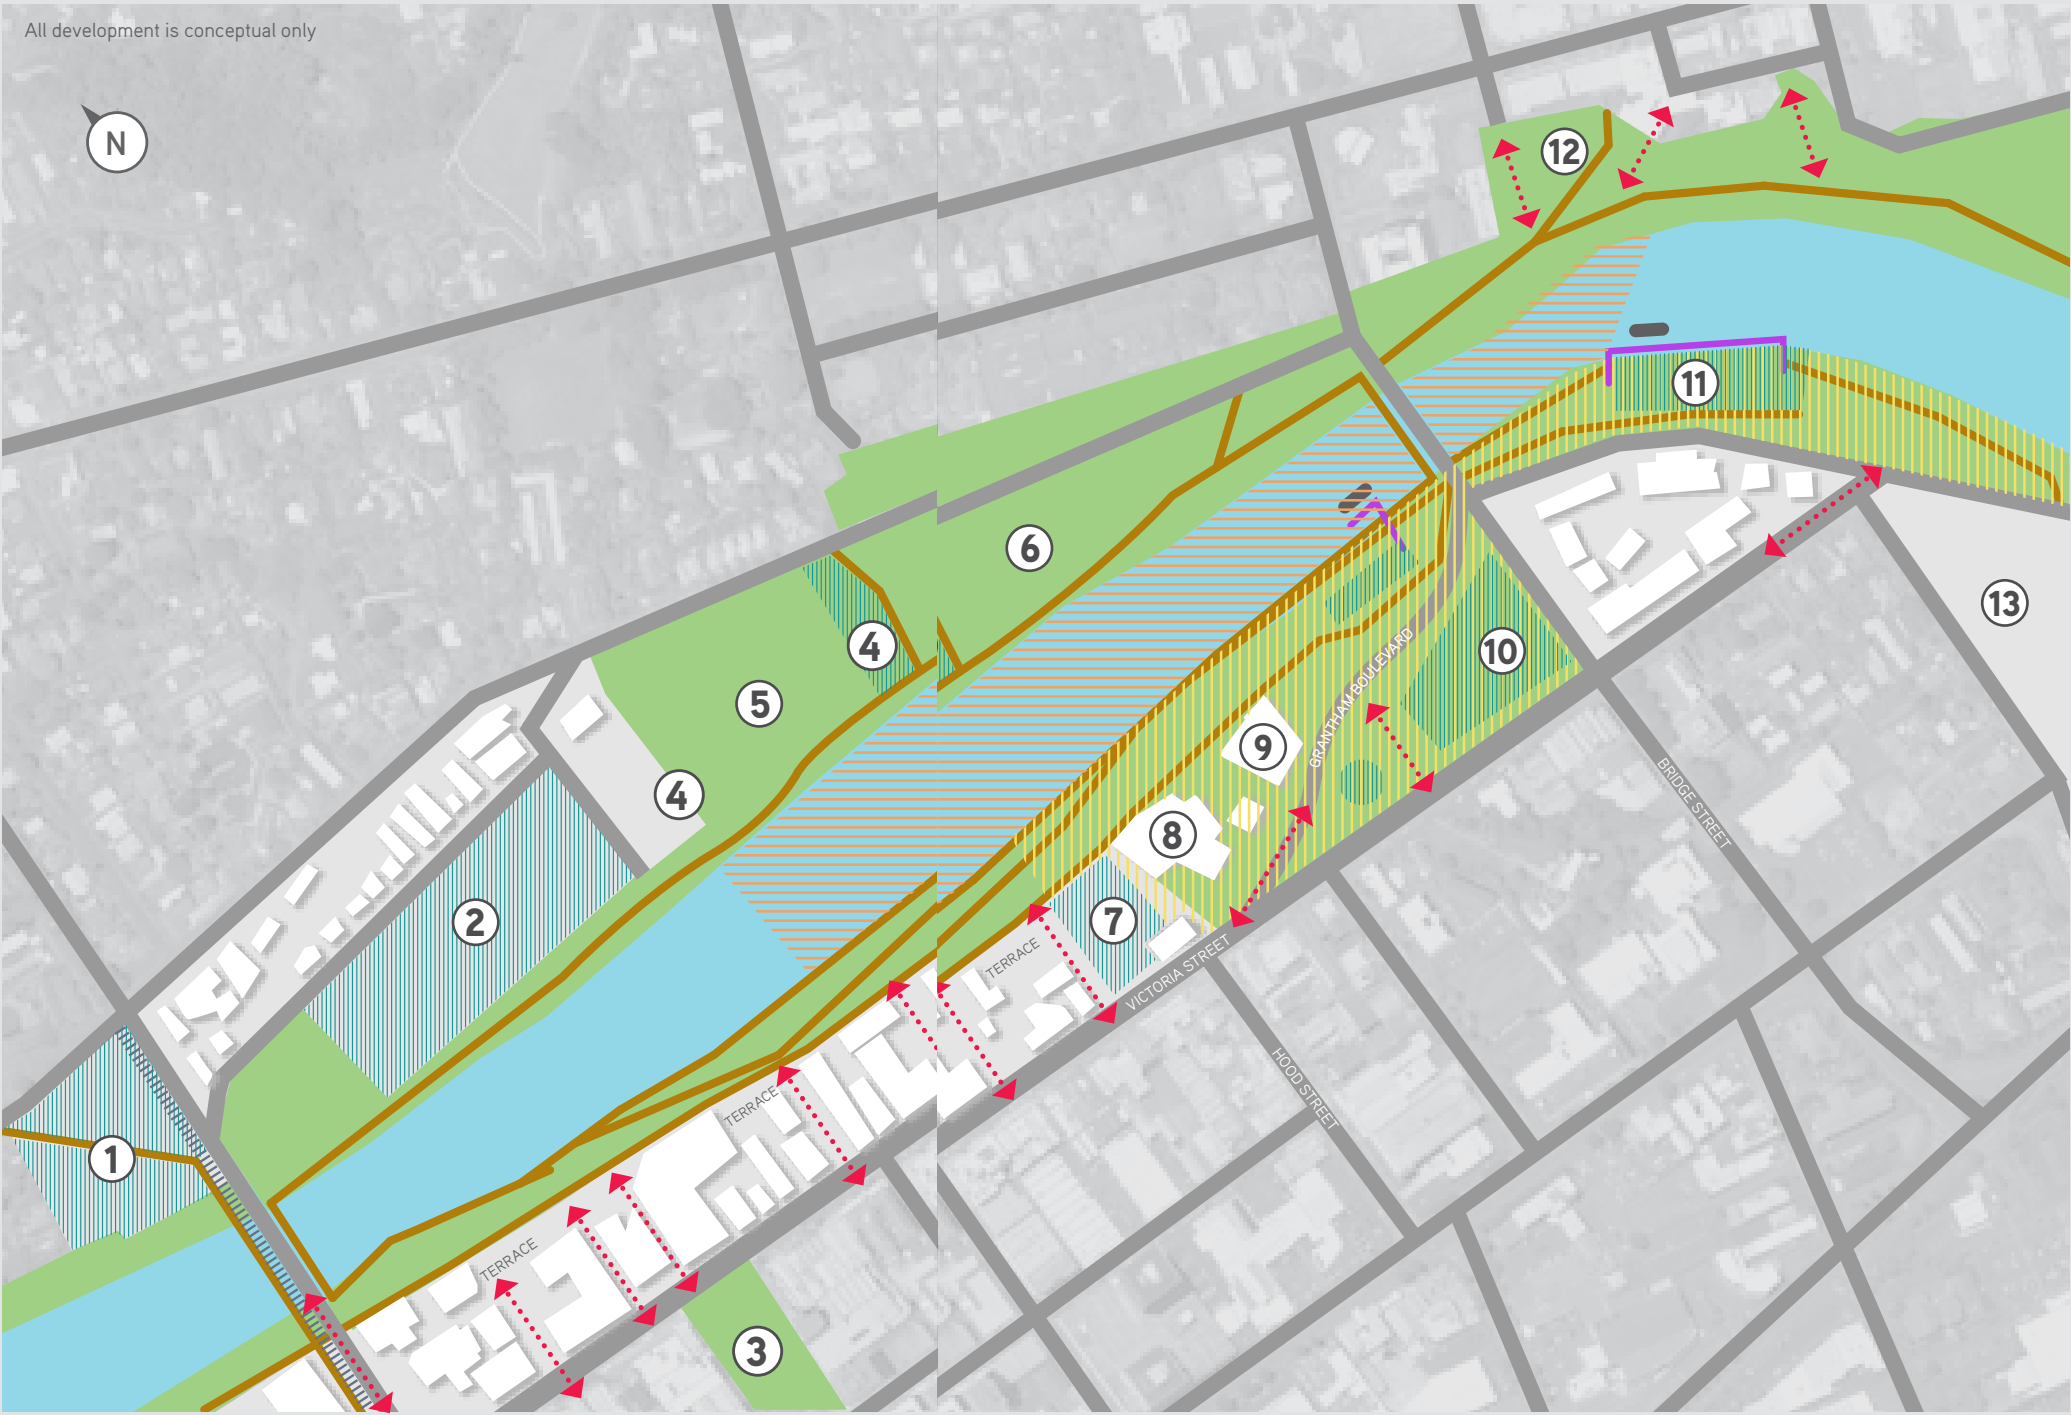 All development is conceptual only
N
12
11
6
13
4
10
5
9
4
GRANTHAM BOULEVARD
8
BRIDGE STREET
2
7
TERRACE
VICTORIA STREET
HOOD STREET
TERRACE
1
TERRACE
3